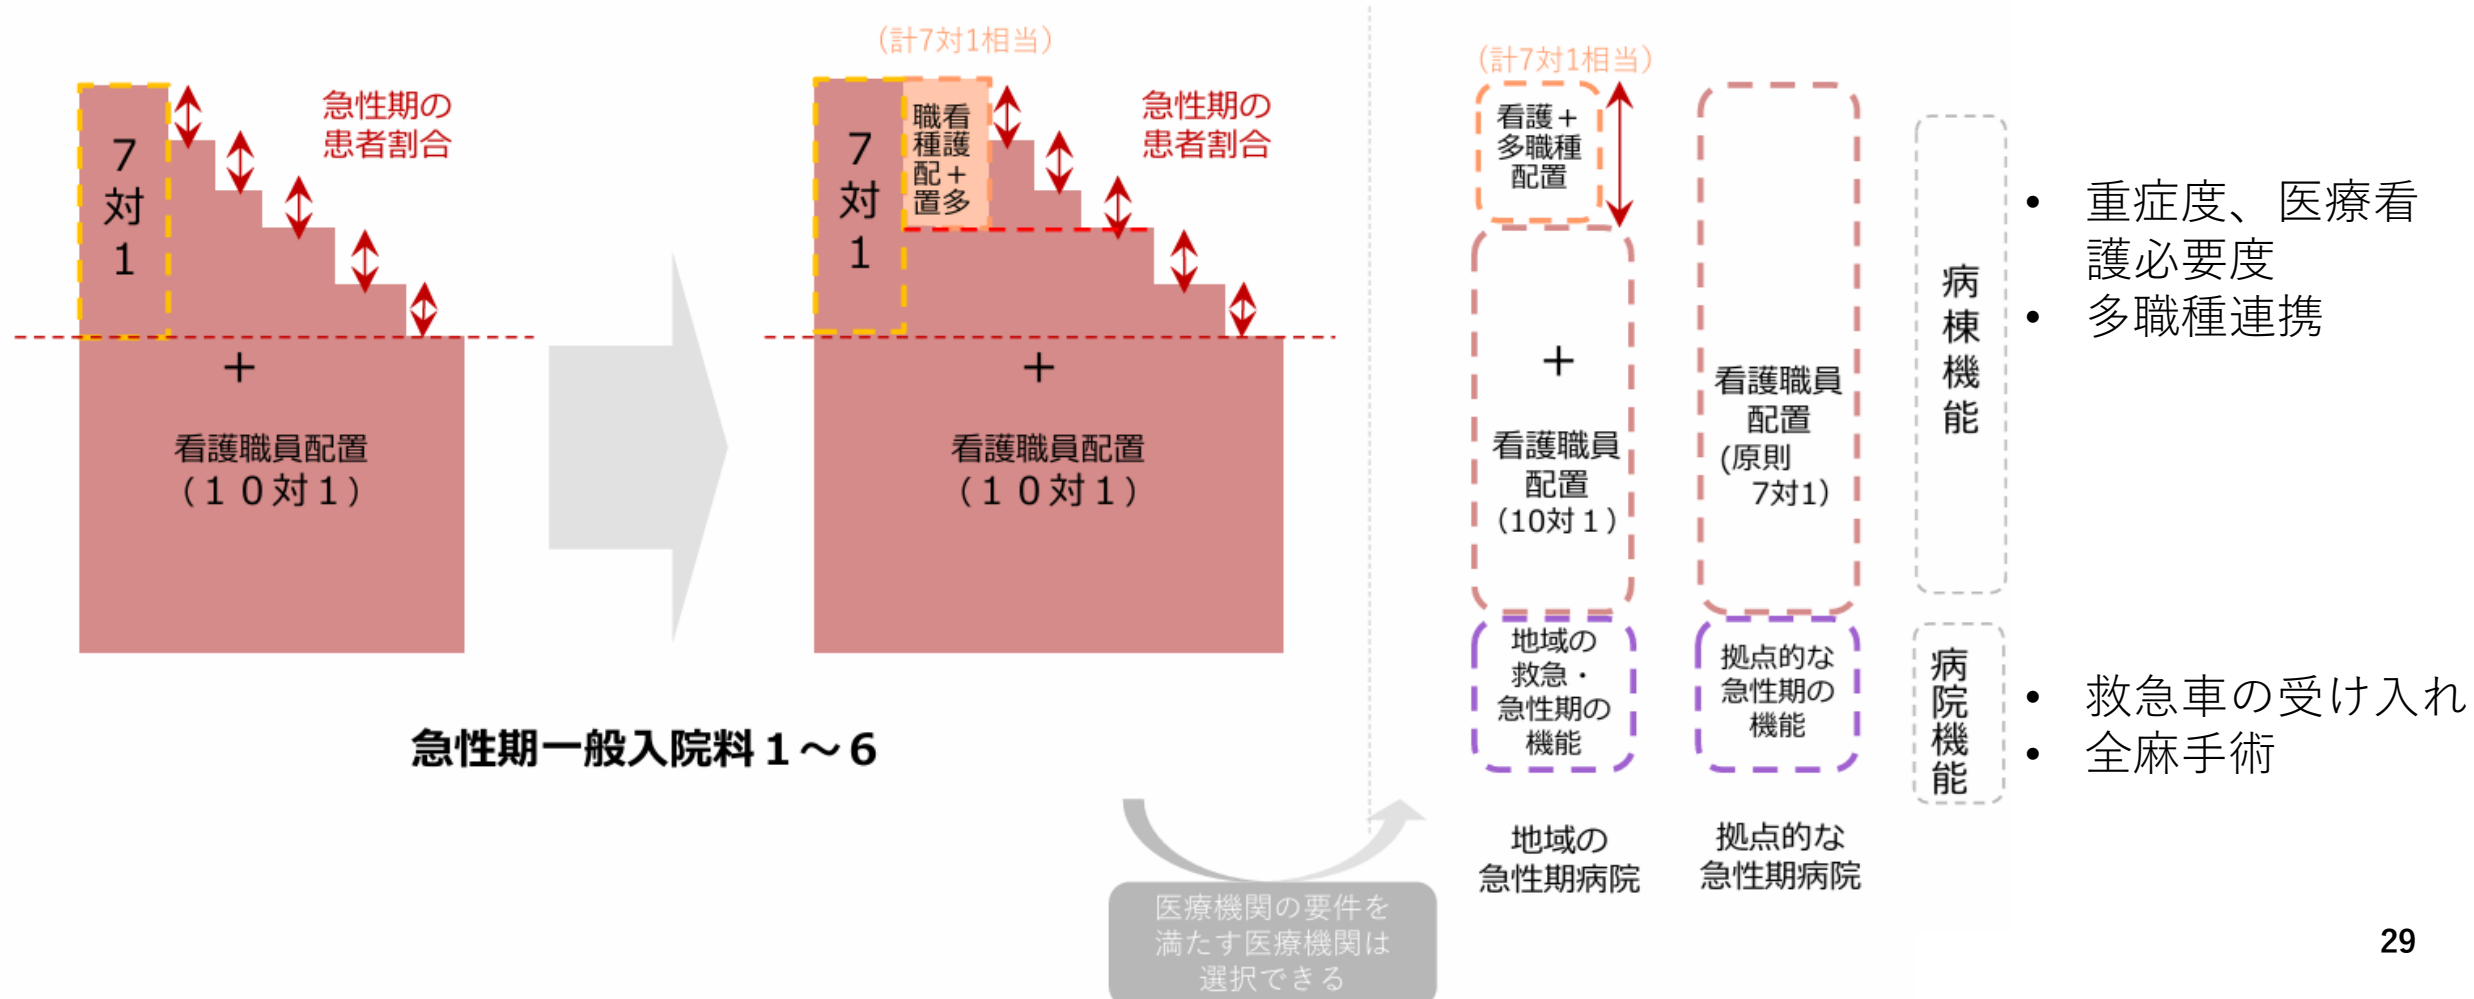 急性期の
患者割合
7
対
1
+
看護職員配置
（１０対１）
（計7対1相当）
急性期の
患者割合
7
対
1
看護+多
職種配置
+
看護職員配置
（１０対１）
急性期一般入院料１～６
（計7対1相当）
看護+
多職種
配置
+
看護職員
配置
（10対１）
地域の
救急・
急性期の
機能
地域の
急性期病院
看護職員
配置
(原則
7対1）
拠点的な
急性期の
機能
拠点的な
急性期病院
病棟機能
• 重症度、医療看
護必要度
• 多職種連携
病院機能
• 救急車の受け入れ
• 全麻手術
医療機関の要件を
満たす医療機関は
選択できる
29